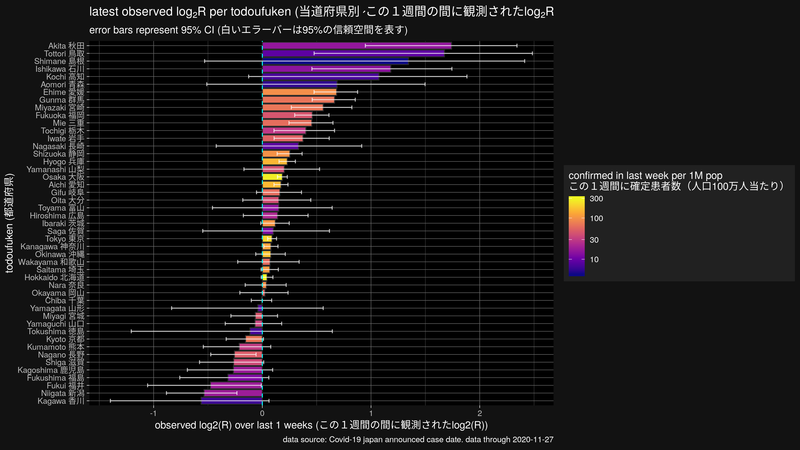 latest observed log₂R per todoufuken (当道府県別 この１週間の間に観測されたlog₂R
error bars represent 95% CI (白いエラーバーは95%の信頼空間を表す)
todoufuken (都道府県)
Akita 秋田
Tottori 鳥取
Shimane 島根
Ishikawa 石川
Kochi 高知
Aomori 青森
Ehime 愛媛
Gunma 群馬
Miyazaki 宮崎
Fukuoka 福岡
Mie 三重
Tochigi 栃木
Iwate 岩手
Nagasaki 長崎
Shizuoka 静岡
Hyogo 兵庫
Yamanashi 山梨
Osaka 大阪
Aichi 愛知
Gifu 岐阜
Oita 大分
Toyama 富山
Hiroshima 広島
Ibaraki 茨城
Saga 佐賀
Tokyo 東京
Kanagawa 神奈川
Okinawa 沖縄
Wakayama 和歌山
Saitama 埼玉
Hokkaido 北海道
Nara 奈良
Okayama 岡山
Chiba 千葉
Yamagata 山形
Miyagi 宮城
Yamaguchi 山口
Tokushima 徳島
Kyoto 京都
Kumamoto 熊本
Nagano 長野
Shiga 滋賀
Kagoshima 鹿児島
Fukushima 福島
Fukui 福井
Niigata 新潟
Kagawa 香川
-1 0 1 2
observed log2(R) over last 1 weeks (この１週間の間に観測されたlog2(R))
data source: Covid-19 japan announced case date. data through 2020-11-27
confirmed in last week per 1M pop
この１週間に確定患者数（人口100万人当たり）
300
100
30
10